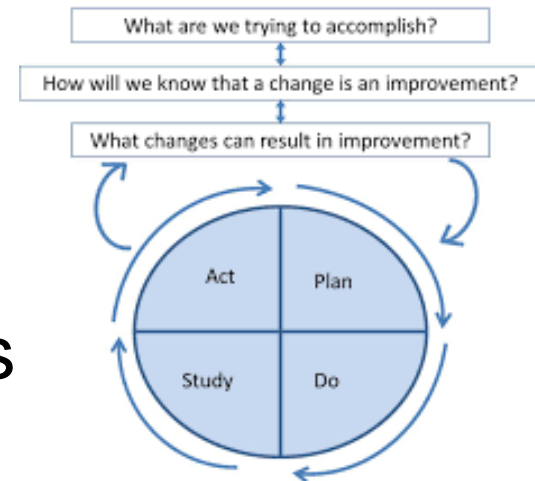 What are we trying to accomplish?
How will we know that a change is an improvement?
What changes can result in improvement?
Act
Plan
s
Study
Do